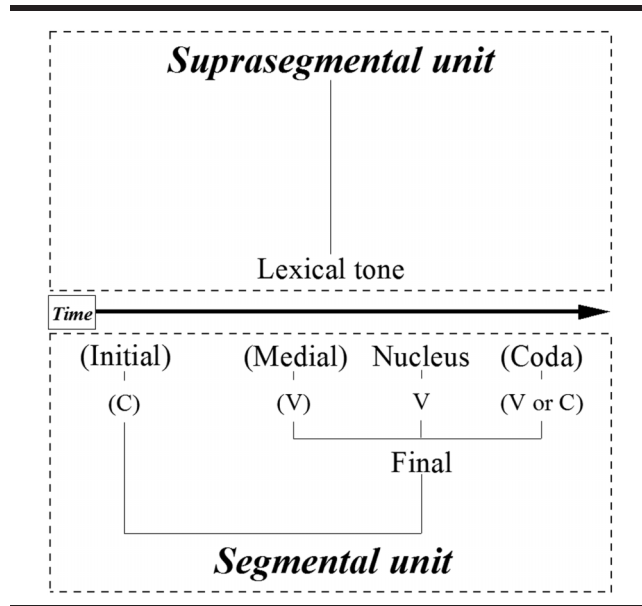 Suprasegmental unit
Lexical tone
Time
(Initial) (Medial) Nucleus (Coda)
(C) (V) V (V or C)
Final
Segmental unit